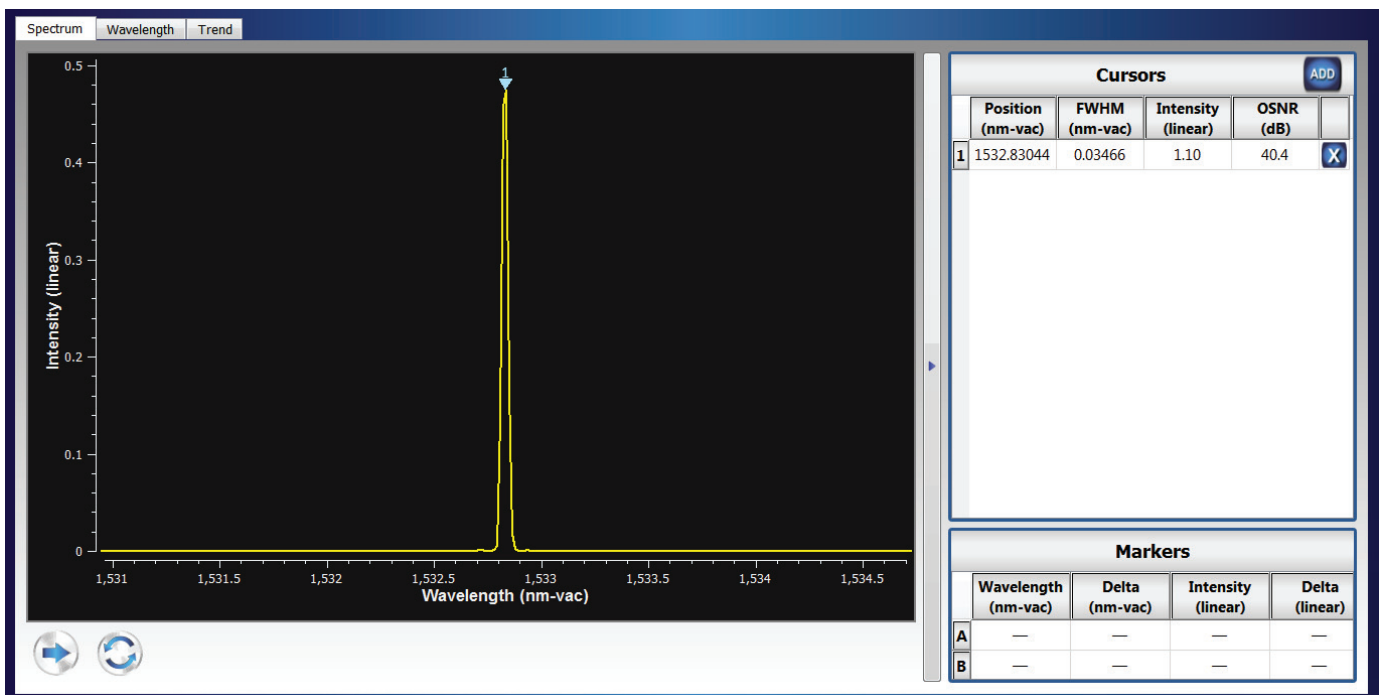 Spectrum Wavelength Trend
0.5
0.4
0.3
0.2
0.1
0
Intensity (linear)
1
1,531 1,531.5 1,532 1,532.5 1,533 1,533.5 1,534 1,534.5
Wavelength (nm-vac)
Cursors ADD
Position FWHM Intensity OSNR
(nm-vac) (nm-vac) (linear) (dB)
1 1532.83044 0.03466 1.10 40.4 X
Markers
Wavelength Delta Intensity Delta
(nm-vac) (nm-vac) (linear) (linear)
A — — — —
B — — — —